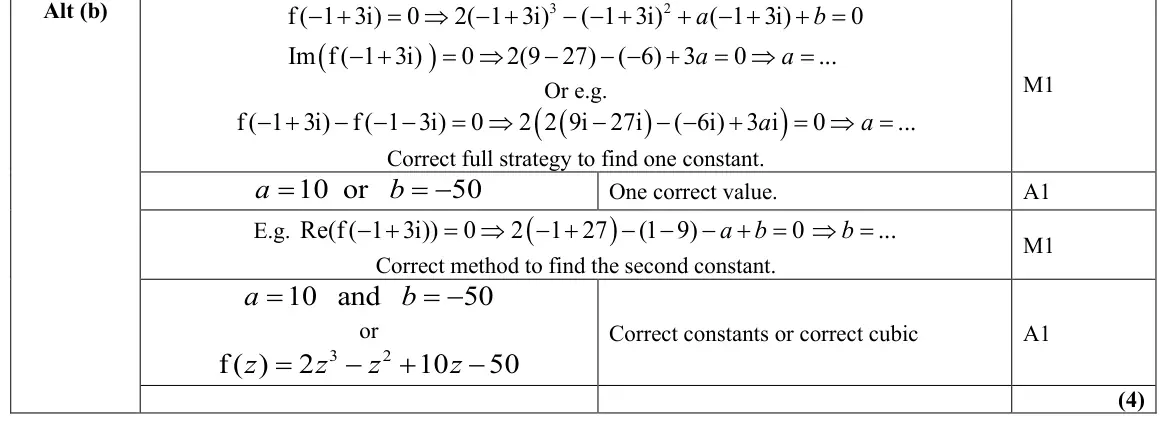 Alt (b)
f(−1+3i) = 0 ⇒ 2(−1+3i)³ − (−1+3i)² + a(−1+3i) + b = 0
Im(f(−1+3i)) = 0 ⇒ 2(9−27) − (−6) + 3a = 0 ⇒ a = ...
Or e.g.
f(−1+3i) − f(−1−3i) = 0 ⇒ 2(2(9i−27i) − (−6i) + 3ai) = 0 ⇒ a = ...
Correct full strategy to find one constant.
M1
a = 10 or b = −50
One correct value.
A1
E.g. Re(f(−1+3i)) = 0 ⇒ 2(−1+27) − (1−9) − a + b = 0 ⇒ b = ...
Correct method to find the second constant.
M1
a = 10 and b = −50
or
f(z) = 2z³ − z² + 10z − 50
Correct constants or correct cubic
A1
(4)